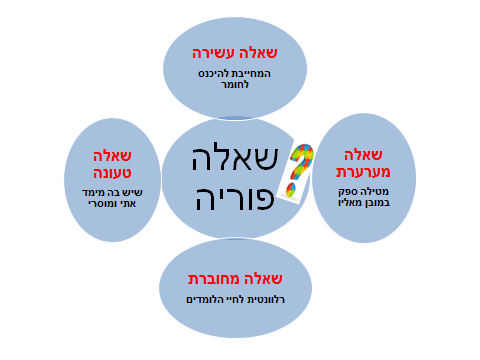 שאלה עשירה
המחייבת להיכנס
לחומר
שאלה
מערערת
מטילה ספק
במובן מאליו
שאלה
פוריה
?
שאלה
טעונה
שיש בה מימד
אתי ומוסרי
שאלה מחוברת
רלוונטית לחיי הלומדים